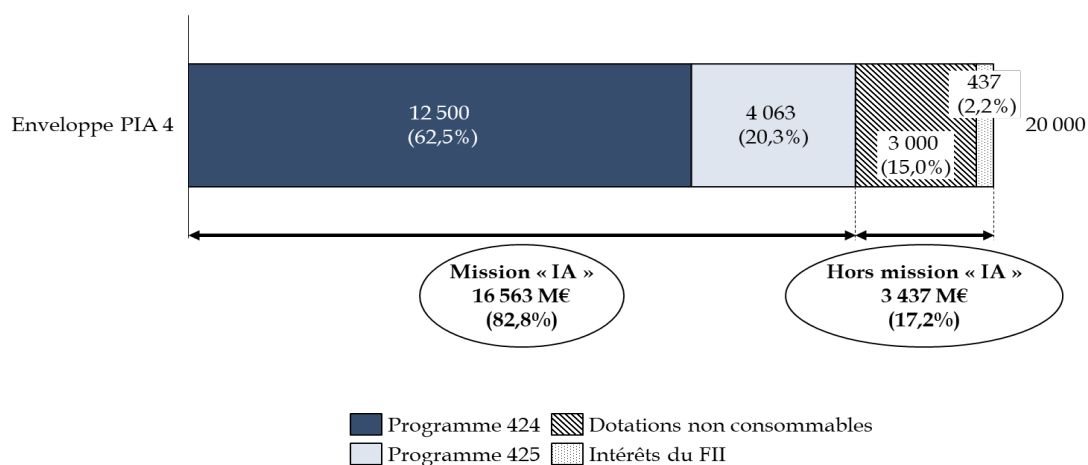 Enveloppe PIA 4
12 500
(62,5%)
4 063
(20,3%)
3 000
(15,0%)
437
(2,2%)
20 000
Mission « IA »
16 563 M€
(82,8%)
Hors mission « IA »
3 437 M€
(17,2%)
Programme 424
Dotations non consommables
Programme 425
Intérêts du FII